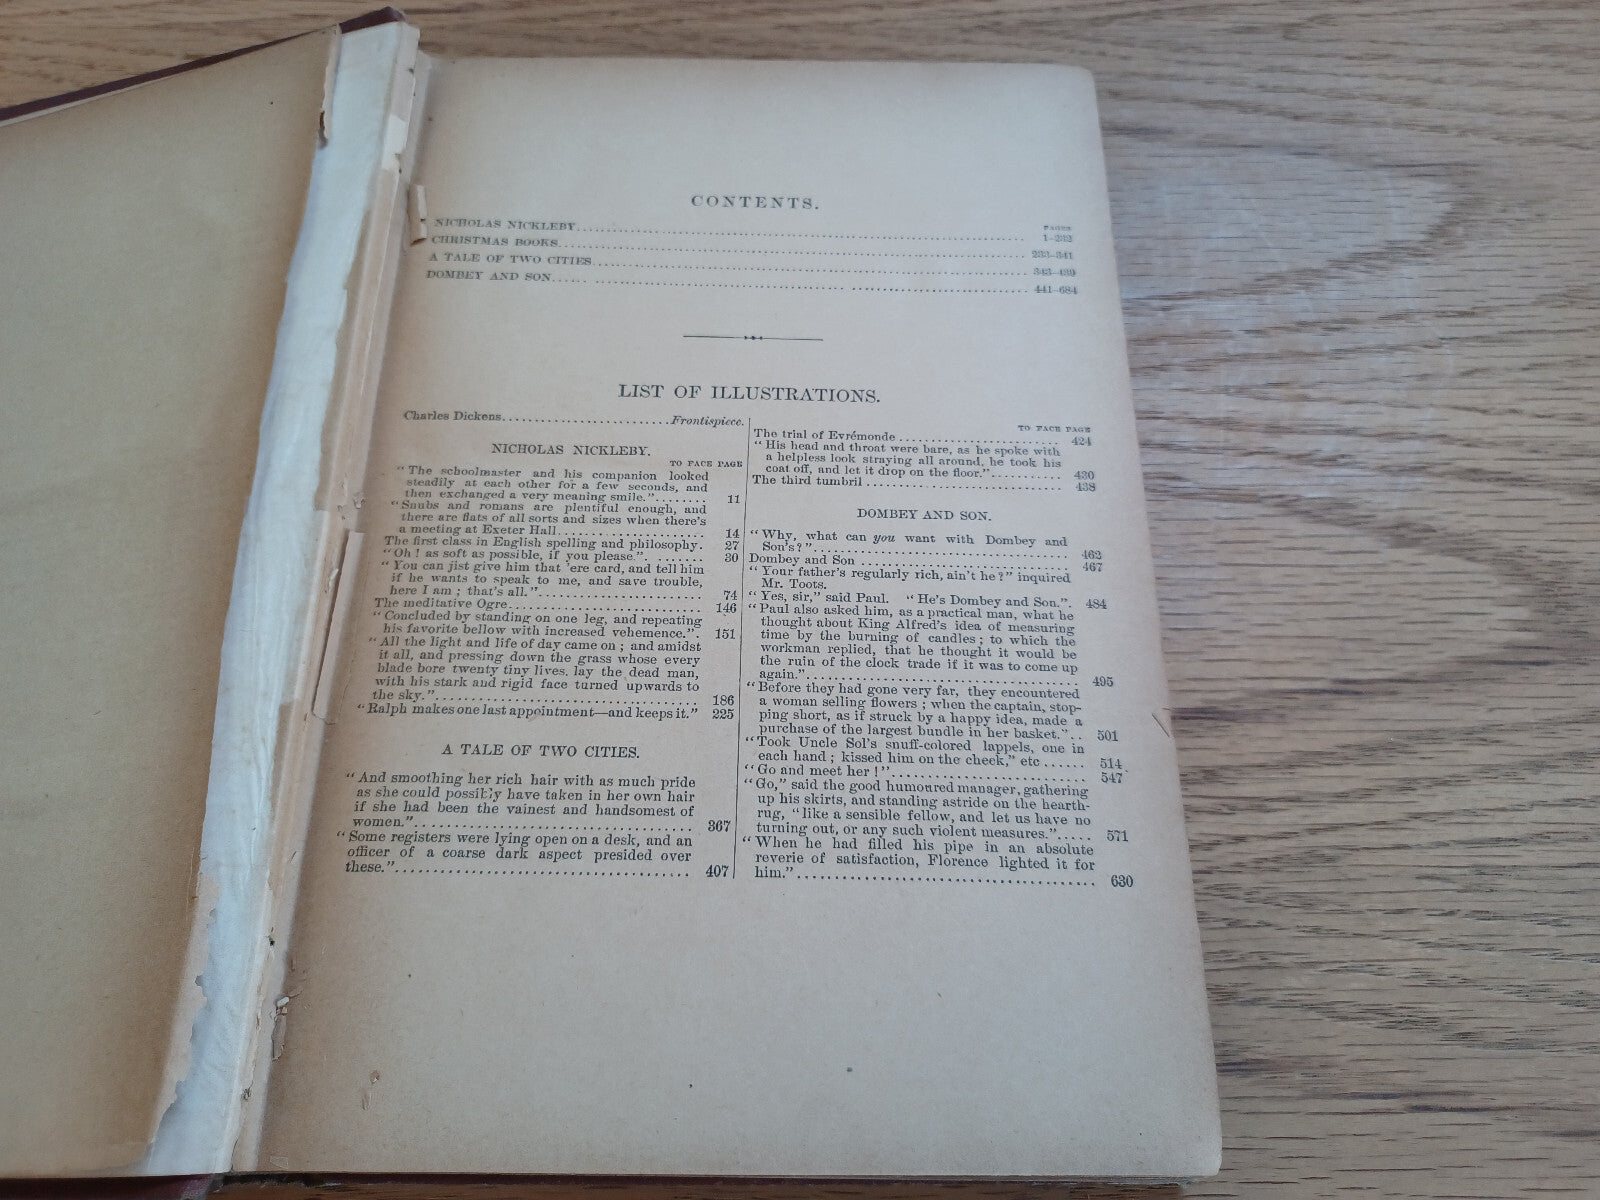 CONTENTS.
PAGES
NICHOLAS NICKLEBY........ 1-232
CHRISTMAS BOOKS........ 233-341
A TALE OF TWO CITIES........ 343-439
DOMBEY AND SON........ 441-684
LIST OF ILLUSTRATIONS.
Charles Dickens........Frontispiece.
NICHOLAS NICKLEBY.
TO FACE PAGE
"The schoolmaster and his companion looked
steadily at each other for a few seconds, and
then exchanged a very meaning smile."........ 11
"Snubs and romans are plentiful enough, and
there are flats of all sorts and sizes when there's
a meeting at Exeter Hall........ 14
The first class in English spelling and philosophy. 27
"Oh! as soft as possible, if you please"........ 30
"You can jist give him that 'ere card, and tell him
if he wants to speak to me, and save trouble,
here I am; that's all."........ 74
The meditative Ogre........ 146
"Concluded by standing on one leg, and repeating
his favorite bellow with increased vehemence.". 151
"All the light and life of day came on; and amidst
it all, and pressing down the grass whose every
blade bore twenty tiny lives, lay the dead man,
with his stark and rigid face turned upwards to
the sky."........ 186
"Ralph makes one last appointment—and keeps it." 225
A TALE OF TWO CITIES.
"And smoothing her rich hair with as much pride
as she could possibly have taken in her own hair
if she had been the vainest and handsomest of
women."........ 367
"Some registers were lying open on a desk, and an
officer of a coarse dark aspect presided over
these."........ 407
TO FACE PAGE
The trial of Evrémonde........ 424
"His head and throat were bare, as he spoke with
a helpless look straying all around, he took his
coat off, and let it drop on the floor."........ 430
The third tumbril........ 438
DOMBEY AND SON.
"Why, what can you want with Dombey and
Son's?"........ 462
Dombey and Son........ 467
"Your father's regularly rich, ain't he?" inquired
Mr. Toots.
"Yes, sir," said Paul. "He's Dombey and Son.". 484
"Paul also asked him, as a practical man, what he
thought about King Alfred's idea of measuring
time by the burning of candles; to which the
workman replied, that he thought it would be
the ruin of the clock trade if it was to come up
again."........ 495
"Before they had gone very far, they encountered
a woman selling flowers; when the captain, stop-
ping short, as if struck by a happy idea, made a
purchase of the largest bundle in her basket.".. 501
"Took Uncle Sol's snuff-colored lappels, one in
each hand; kissed him on the cheek," etc...... 514
"Go and meet her!"........ 547
"Go," said the good humoured manager, gathering
up his skirts, and standing astride on the hearth-
rug, "like a sensible fellow, and let us have no
turning out, or any such violent measures."..... 571
"When he had filled his pipe in an absolute
reverie of satisfaction, Florence lighted it for
him."........ 630